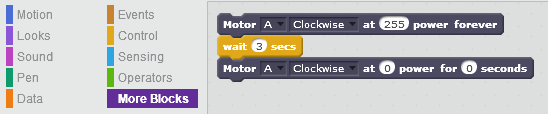 Motion Events
Looks Control
Sound Sensing
Pen Operators
Data More Blocks
Motor A Clockwise at 255 power forever
wait 3 secs
Motor A Clockwise at 0 power for 0 seconds